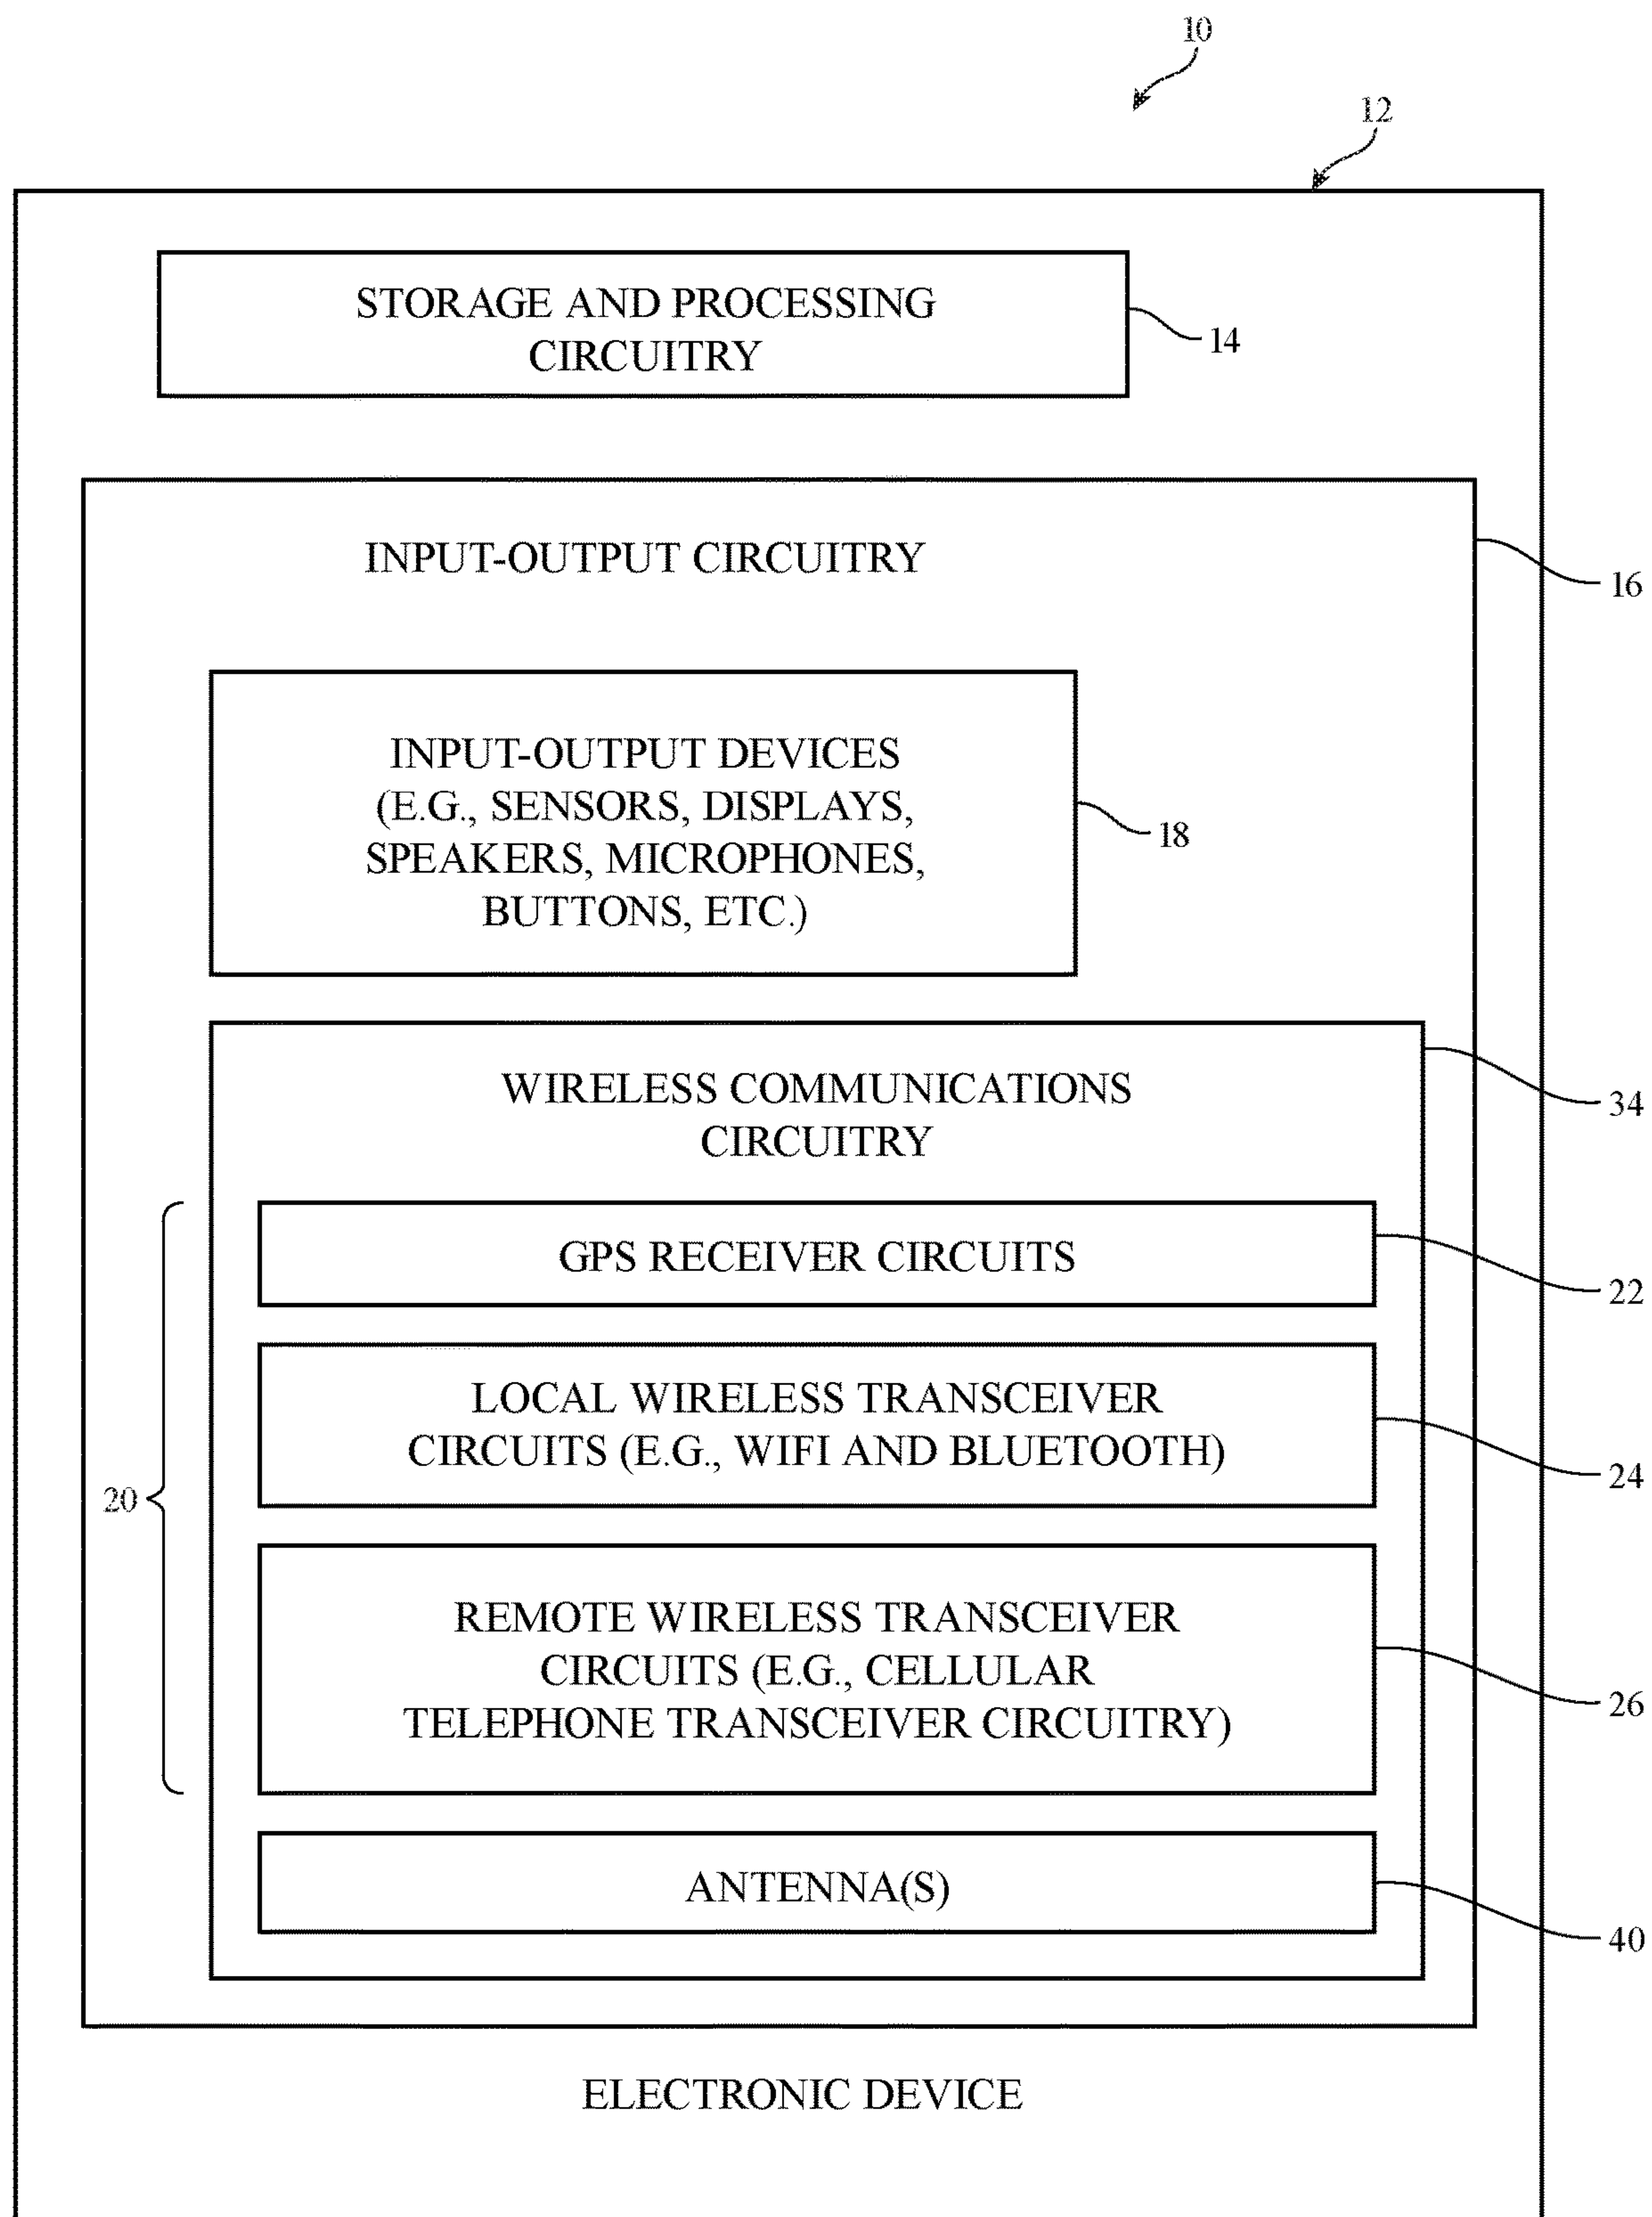 10
12
STORAGE AND PROCESSING
CIRCUITRY
14
INPUT-OUTPUT CIRCUITRY
16
INPUT-OUTPUT DEVICES
(E.G., SENSORS, DISPLAYS,
SPEAKERS, MICROPHONES,
BUTTONS, ETC.)
18
WIRELESS COMMUNICATIONS
CIRCUITRY
34
GPS RECEIVER CIRCUITS
22
LOCAL WIRELESS TRANSCEIVER
CIRCUITS (E.G., WIFI AND BLUETOOTH)
24
20
REMOTE WIRELESS TRANSCEIVER
CIRCUITS (E.G., CELLULAR
TELEPHONE TRANSCEIVER CIRCUITRY)
26
ANTENNA(S)
40
ELECTRONIC DEVICE